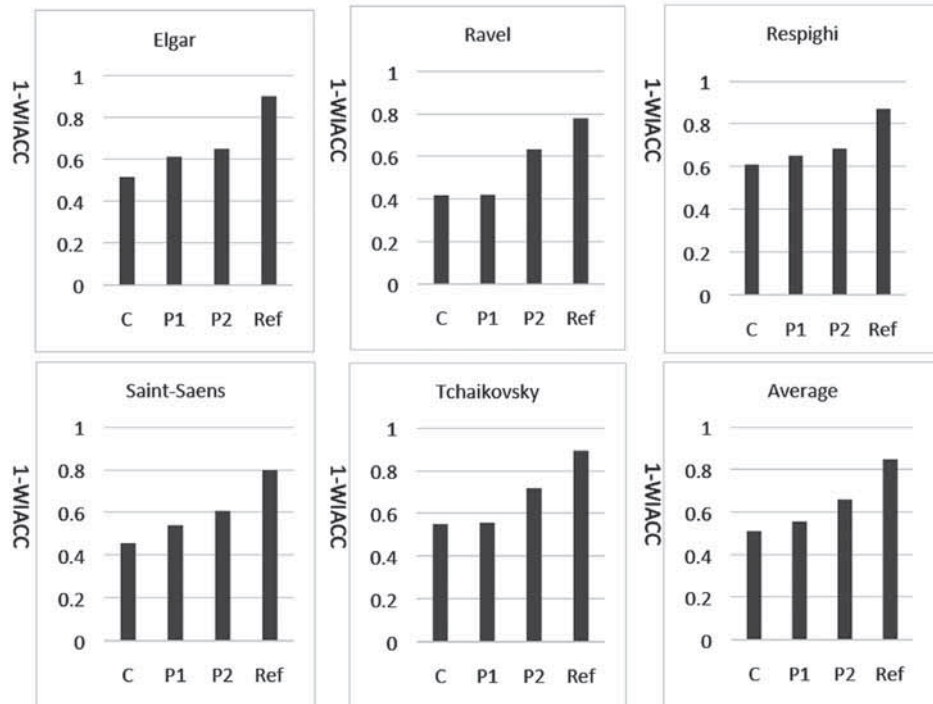 Elgar
1-WIACC
1
0.8
0.6
0.4
0.2
0
C P1 P2 Ref
Ravel
1-WIACC
1
0.8
0.6
0.4
0.2
0
C P1 P2 Ref
Respighi
1-WIACC
1
0.8
0.6
0.4
0.2
0
C P1 P2 Ref
Saint-Saens
1-WIACC
1
0.8
0.6
0.4
0.2
0
C P1 P2 Ref
Tchaikovsky
1-WIACC
1
0.8
0.6
0.4
0.2
0
C P1 P2 Ref
Average
1-WIACC
1
0.8
0.6
0.4
0.2
0
C P1 P2 Ref